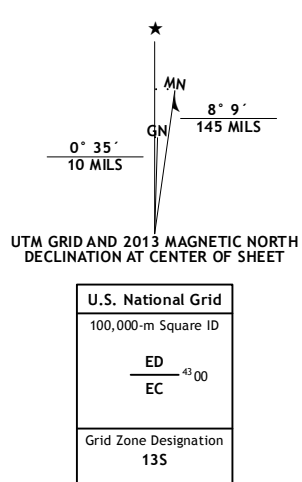 ★
MN
GN
8° 9´
145 MILS
0° 35´
10 MILS
UTM GRID AND 2013 MAGNETIC NORTH
DECLINATION AT CENTER OF SHEET
U.S. National Grid
100,000-m Square ID
ED
43 00
EC
Grid Zone Designation
13S